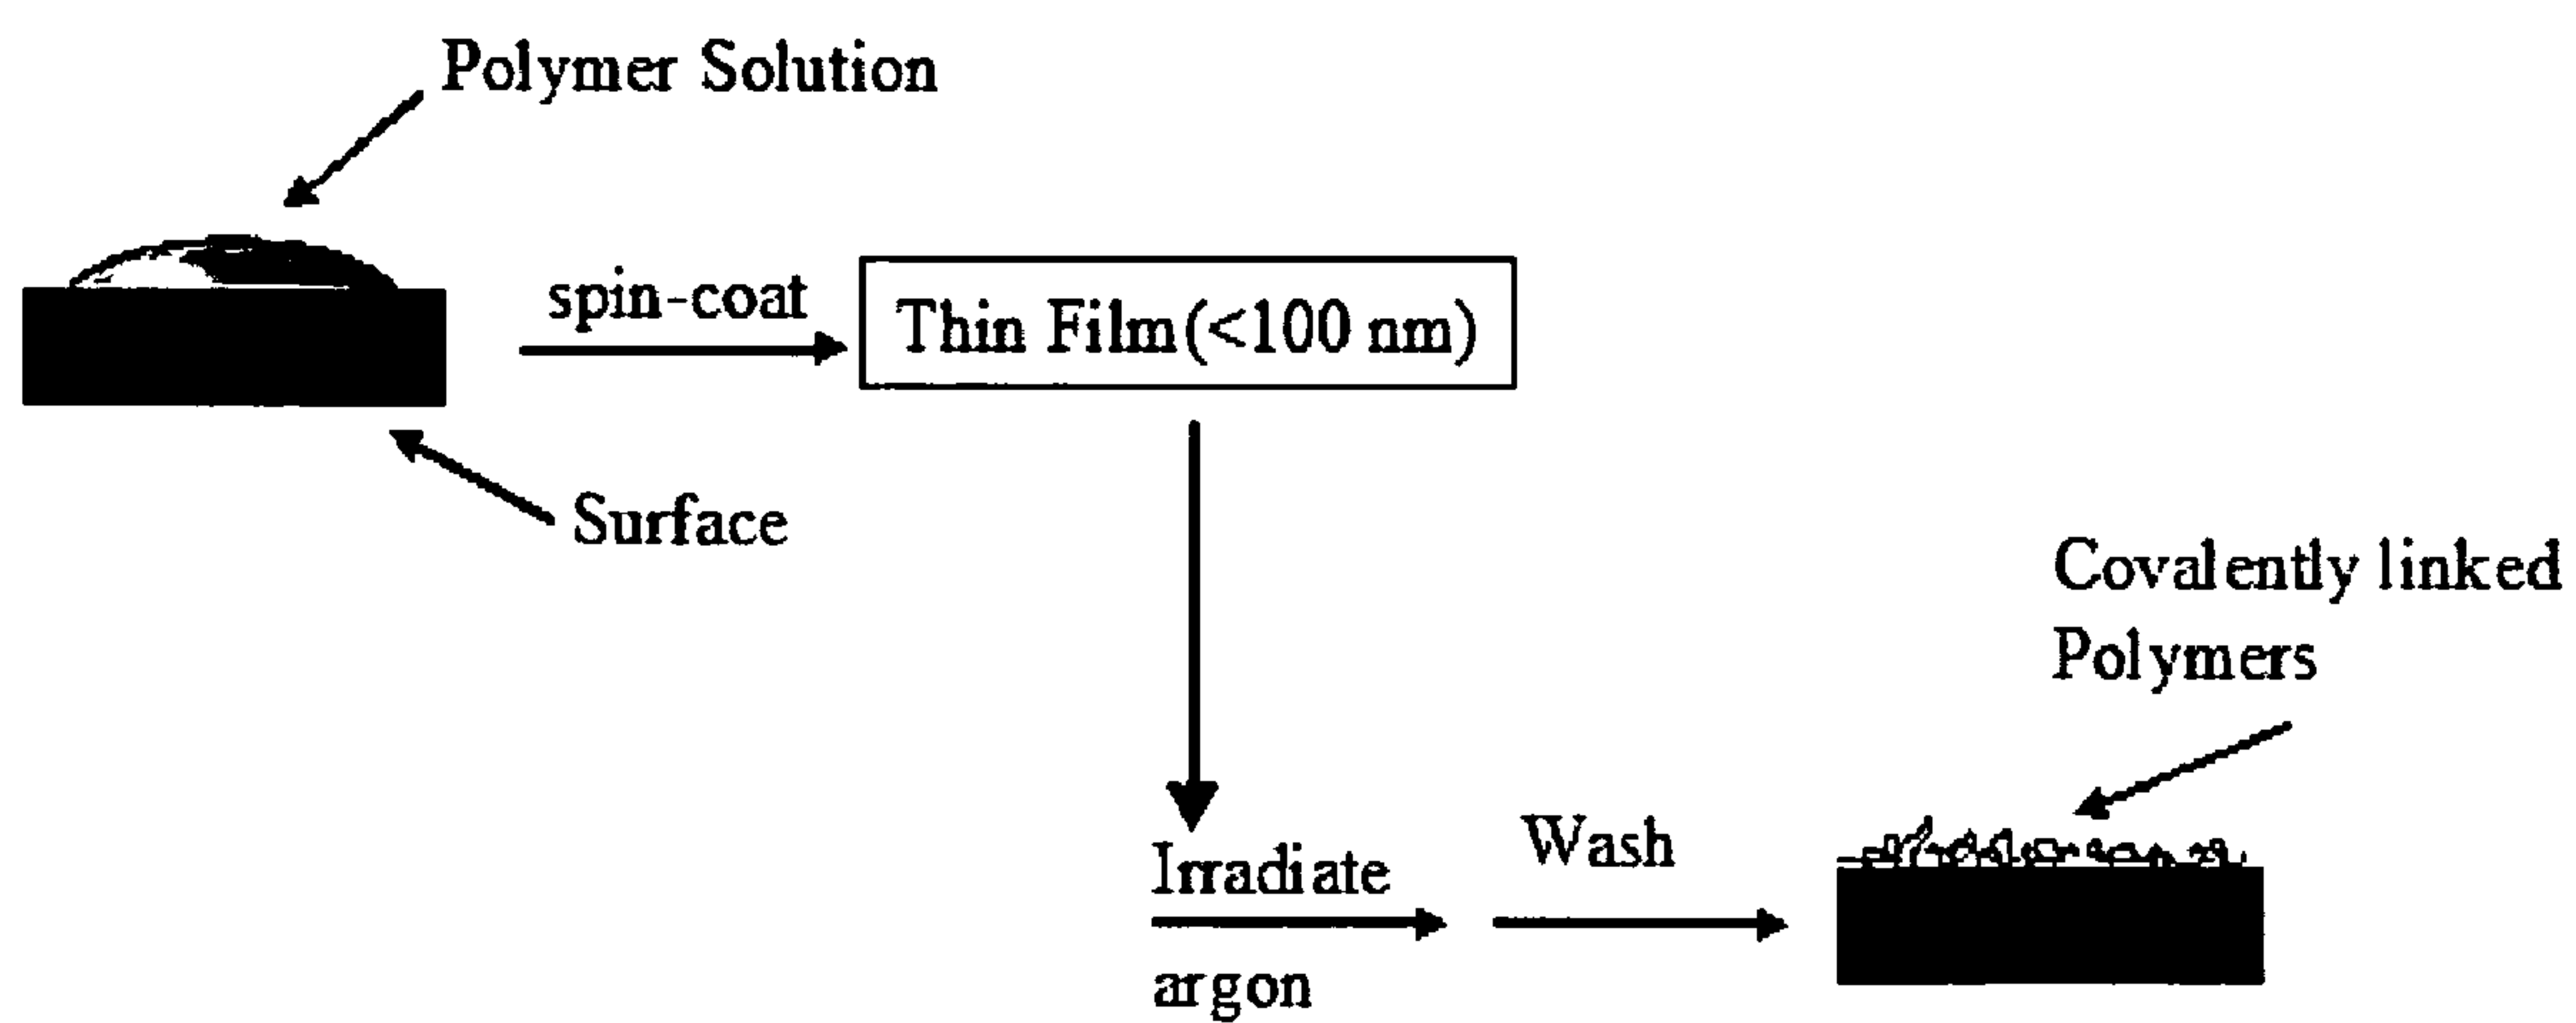 Polymer Solution
spin-coat
Thin Film(<100 nm)
Surface
Covalently linked
Polymers
Irradiate
argon
Wash